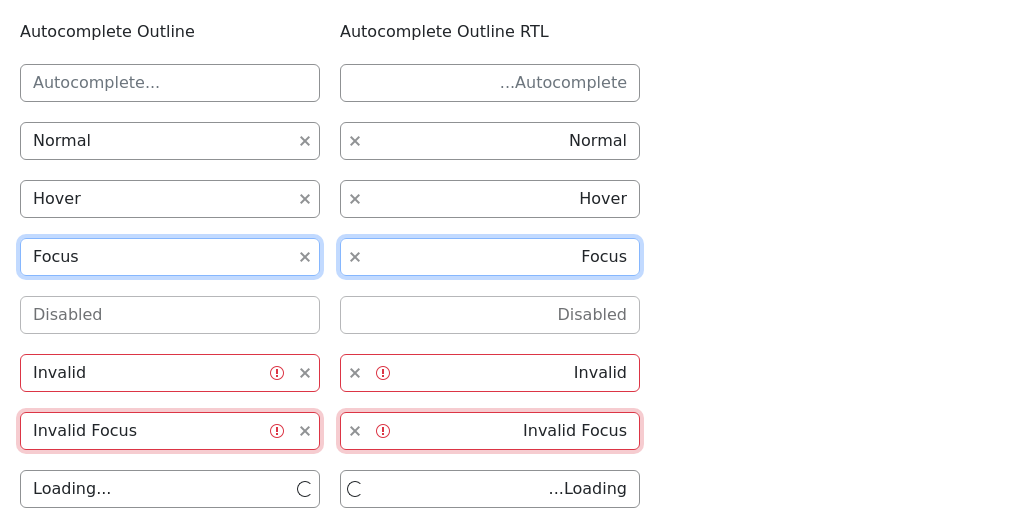 Autocomplete Outline
Autocomplete Outline RTL
Autocomplete...
...Autocomplete
Normal
Normal
Hover
Hover
Focus
Focus
Disabled
Disabled
Invalid
Invalid
Invalid Focus
Invalid Focus
Loading...
...Loading